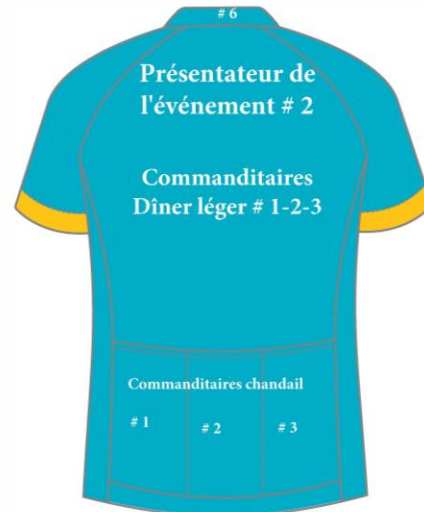 # 6
Présentateur de
l'événement # 2
Commanditaires
Dîner léger # 1-2-3
Commanditaires chandail
# 1
# 2
# 3